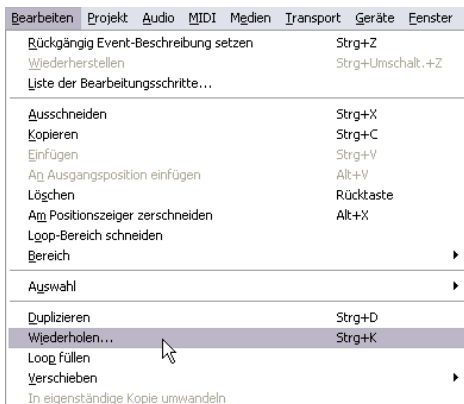 Bearbeiten Projekt Audio MIDI Medien Transport Geräte Fenster
Rückgängig Event-Beschreibung setzen Strg+Z
Wiederherstellen Strg+Umschalt.+Z
Liste der Bearbeitungsschritte...
Ausschneiden Strg+X
Kopieren Strg+C
Einfügen Strg+V
An Ausgangsposition einfügen Alt+V
Löschen Rücktaste
Am Positionszeiger zerschneiden Alt+X
Loop-Bereich schneiden
Bereich
Auswahl
Duplizieren Strg+D
Wiederholen... Strg+K
Loop füllen
Verschieben
In eigenständige Kopie umwandeln